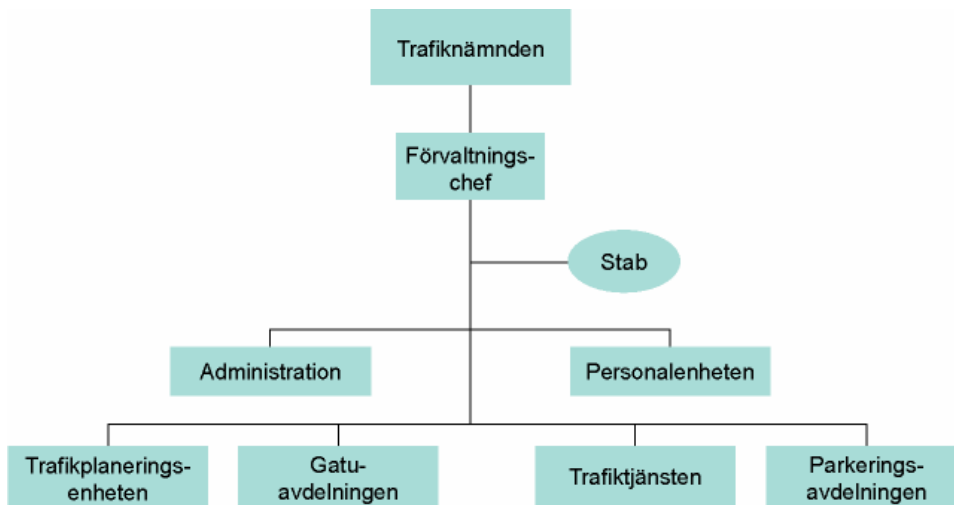 Trafiknämnden
Förvaltnings-
chef
Stab
Administration
Personalenheten
Trafikplanerings-
enheten
Gatu-
avdelningen
Trafiktjänsten
Parkerings-
avdelningen